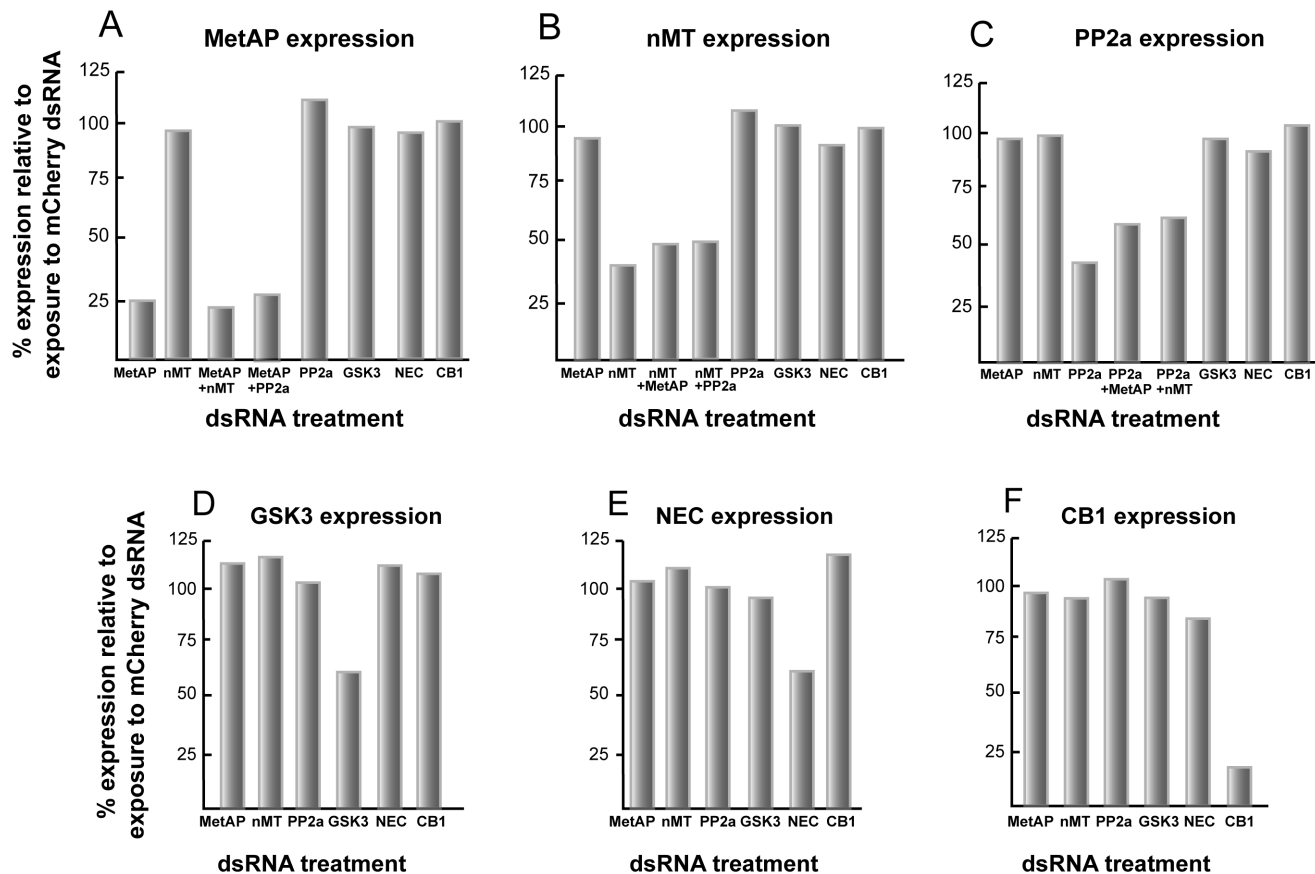 A
MetAP expression
B
nMT expression
C
PP2a expression
% expression relative to
exposure to mCherry dsRNA
125
100
75
50
25
MetAP nMT MetAP MetAP PP2a GSK3 NEC CB1
+nMT +PP2a
dsRNA treatment
125
100
75
50
25
MetAP nMT nMT nMT PP2a GSK3 NEC CB1
+MetAP +PP2a
dsRNA treatment
125
100
75
50
25
MetAP nMT PP2a PP2a PP2a GSK3 NEC CB1
+MetAP +nMT
dsRNA treatment
D
GSK3 expression
E
NEC expression
F
CB1 expression
% expression relative to
exposure to mCherry dsRNA
125
100
75
50
25
MetAP nMT PP2a GSK3 NEC CB1
dsRNA treatment
125
100
75
50
25
MetAP nMT PP2a GSK3 NEC CB1
dsRNA treatment
125
100
75
50
25
MetAP nMT PP2a GSK3 NEC CB1
dsRNA treatment